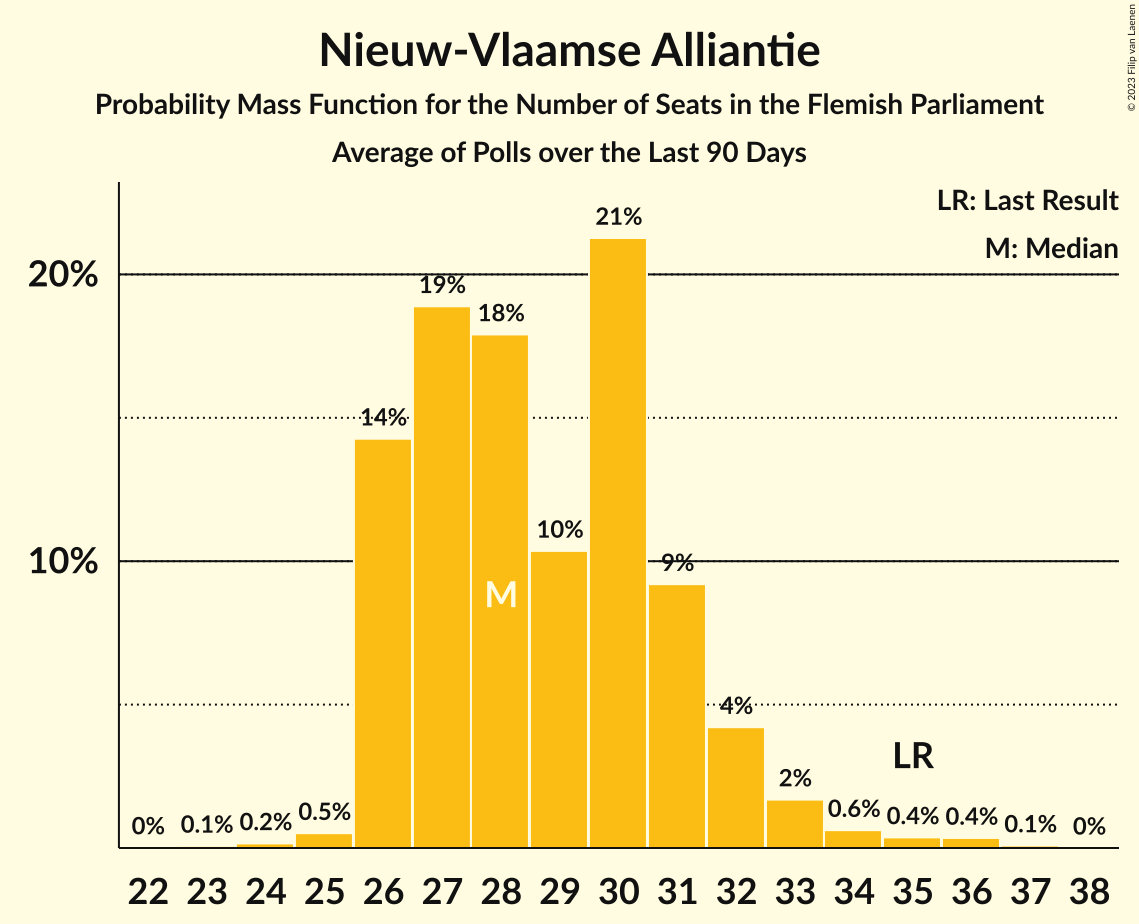 Nieuw-Vlaamse Alliantie
Probability Mass Function for the Number of Seats in the Flemish Parliament
Average of Polls over the Last 90 Days
© 2023 Filip van Laenen
LR: Last Result
M: Median
21%
20%
19%
18%
14%
10%
10%
9%
M
4%
LR
2%
0% 0.1% 0.2% 0.5% 0.6% 0.4% 0.4% 0.1% 0%
22 23 24 25 26 27 28 29 30 31 32 33 34 35 36 37 38